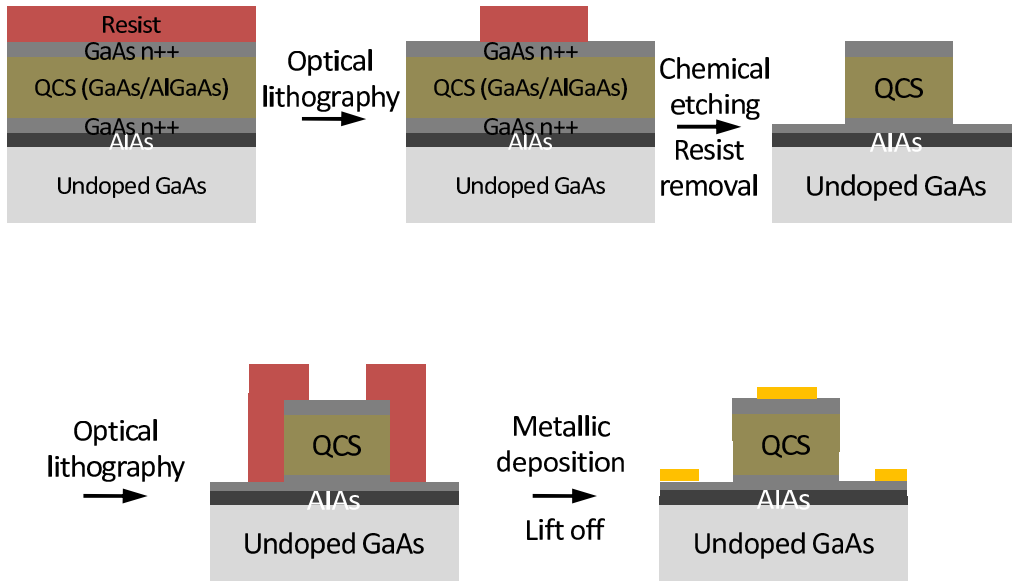 Resist
GaAs n++
QCS (GaAs/AlGaAs)
GaAs n++
AlAs
Undoped GaAs
Optical
lithography
GaAs n++
QCS (GaAs/AlGaAs)
GaAs n++
AlAs
Undoped GaAs
Chemical
etching
Resist
removal
QCS
AlAs
Undoped GaAs
Optical
lithography
QCS
AlAs
Undoped GaAs
Metallic
deposition
Lift off
QCS
AlAs
Undoped GaAs